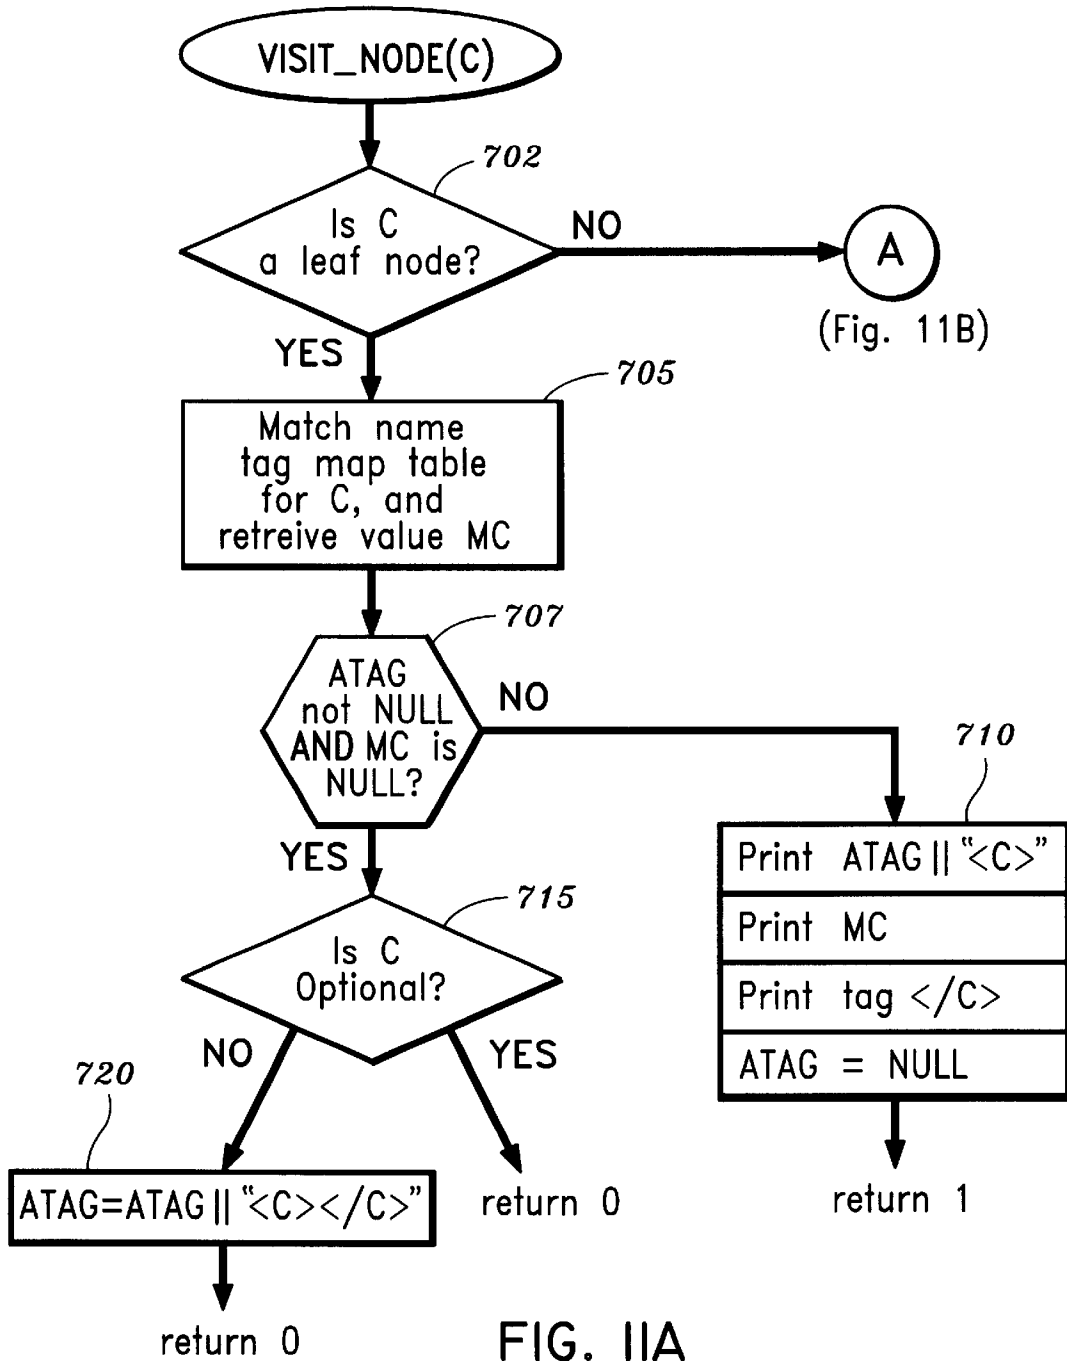 VISIT_NODE(C)
702
Is C
a leaf node?
NO
A
(Fig. 11B)
YES
705
Match name
tag map table
for C, and
retreive value MC
707
ATAG
not NULL
AND MC is
NULL?
NO
710
Print ATAG || “<C>”
Print MC
Print tag </C>
ATAG = NULL
return 1
YES
715
Is C
Optional?
NO
YES
720
ATAG=ATAG || “<C></C>”
return 0
return 0
FIG. 11A